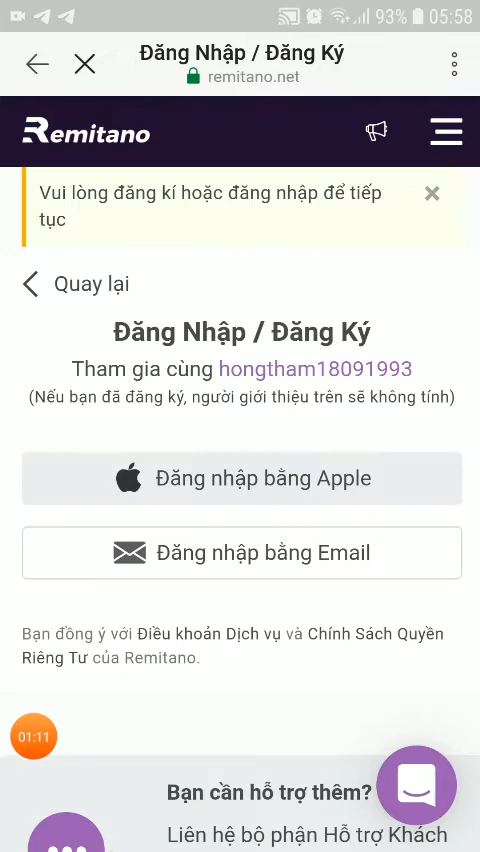 93% 05:58
Đăng Nhập / Đăng Ký
remitano.net
Remitano
Vui lòng đăng kí hoặc đăng nhập để tiếp
tục
Quay lại
Đăng Nhập / Đăng Ký
Tham gia cùng hongtham18091993
(Nếu bạn đã đăng ký, người giới thiệu trên sẽ không tính)
Đăng nhập bằng Apple
Đăng nhập bằng Email
Bạn đồng ý với Điều khoản Dịch vụ và Chính Sách Quyền
Riêng Tư của Remitano.
01:11
Bạn cần hỗ trợ thêm?
Liên hệ bộ phận Hỗ trợ Khách